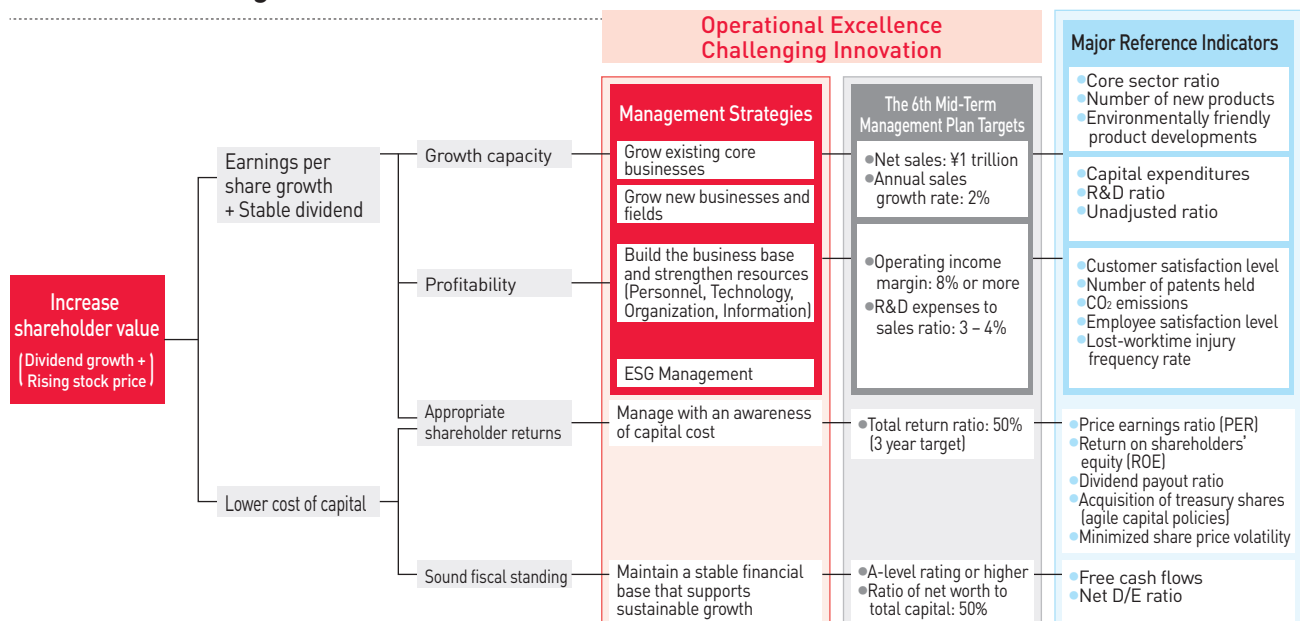 Operational Excellence
Challenging Innovation
Increase
shareholder value
(Dividend growth +
Rising stock price)
Earnings per
share growth
+ Stable dividend
Lower cost of capital
Growth capacity
Profitability
Appropriate
shareholder returns
Sound fiscal standing
Management Strategies
Grow existing core
businesses
Grow new businesses and
fields
Build the business base
and strengthen resources
(Personnel, Technology,
Organization, Information)
ESG Management
Manage with an awareness
of capital cost
Maintain a stable financial
base that supports
sustainable growth
The 6th Mid-Term
Management Plan Targets
●Net sales: ¥1 trillion
●Annual sales
growth rate: 2%
●Operating income
margin: 8% or more
●R&D expenses to
sales ratio: 3 – 4%
●Total return ratio: 50%
(3 year target)
●A-level rating or higher
●Ratio of net worth to
total capital: 50%
Major Reference Indicators
●Core sector ratio
●Number of new products
●Environmentally friendly
product developments
●Capital expenditures
●R&D ratio
●Unadjusted ratio
●Customer satisfaction level
●Number of patents held
●CO₂ emissions
●Employee satisfaction level
●Lost-worktime injury
frequency rate
●Price earnings ratio (PER)
●Return on shareholders'
equity (ROE)
●Dividend payout ratio
●Acquisition of treasury shares
(agile capital policies)
●Minimized share price volatility
●Free cash flows
●Net D/E ratio